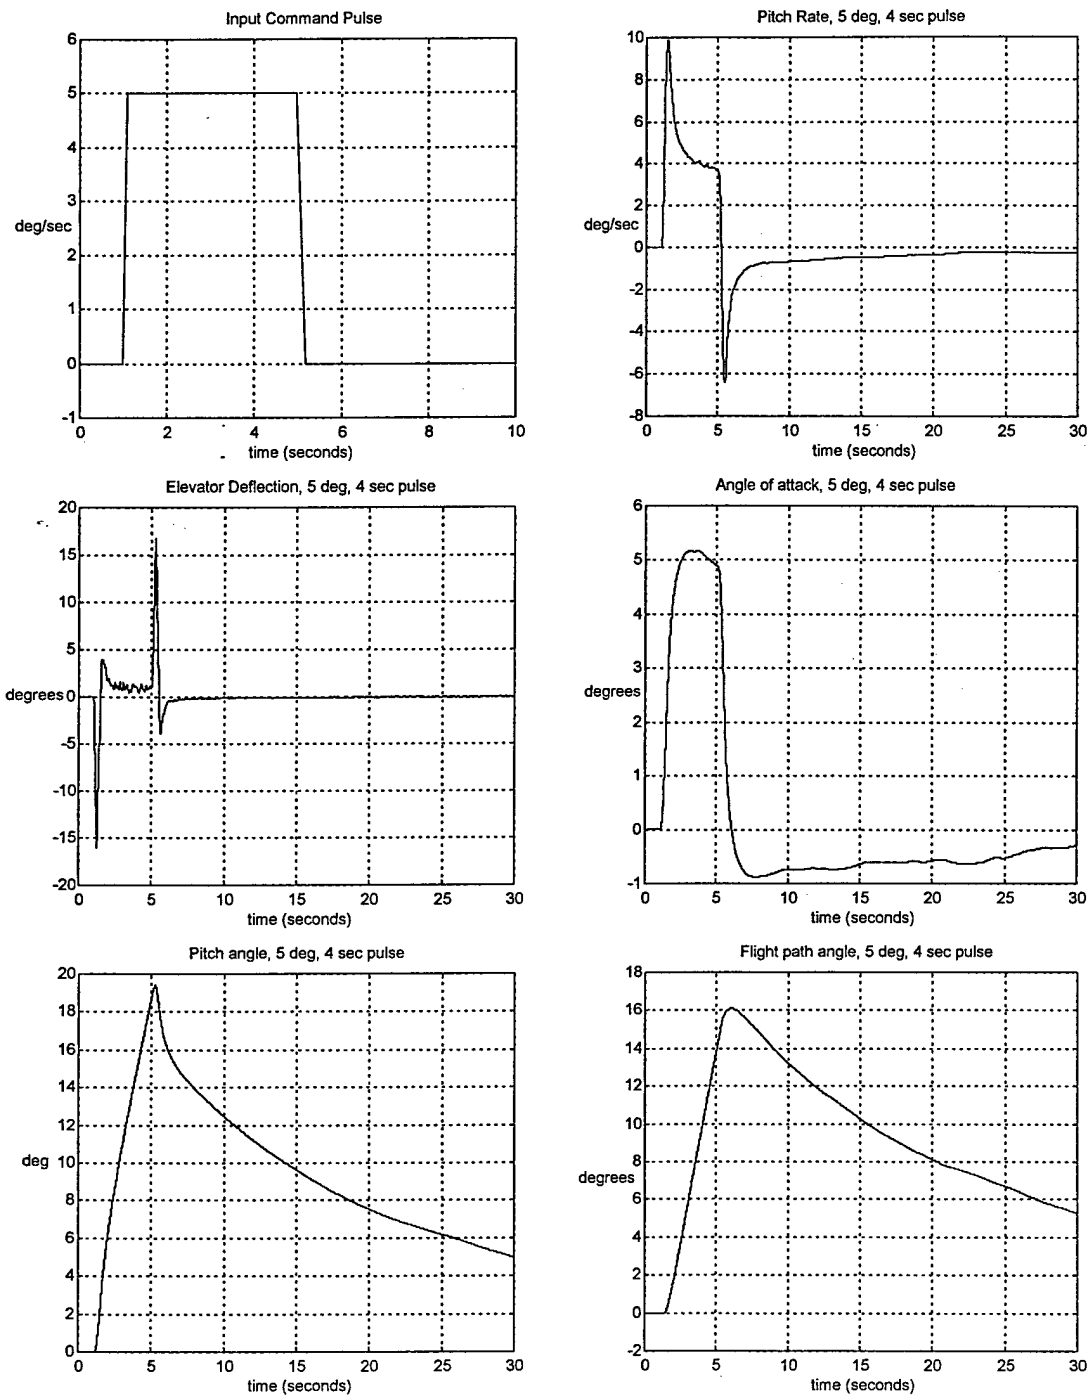 Input Command Pulse
6
5
4
3
deg/sec
2
1
0
-1
0 2 4 6 8 10
time (seconds)
Pitch Rate, 5 deg, 4 sec pulse
10
8
6
4
2
deg/sec
0
-2
-4
-6
-8
0 5 10 15 20 25 30
time (seconds)
Elevator Deflection, 5 deg, 4 sec pulse
20
15
10
5
degrees 0
-5
-10
-15
-20
0 5 10 15 20 25 30
time (seconds)
Angle of attack, 5 deg, 4 sec pulse
6
5
4
3
degrees
2
1
0
-1
0 5 10 15 20 25 30
time (seconds)
Pitch angle, 5 deg, 4 sec pulse
20
18
16
14
12
deg 10
8
6
4
2
0
0 5 10 15 20 25 30
time (seconds)
Flight path angle, 5 deg, 4 sec pulse
18
16
14
12
10
8
degrees
6
4
2
0
-2
0 5 10 15 20 25 30
time (seconds)